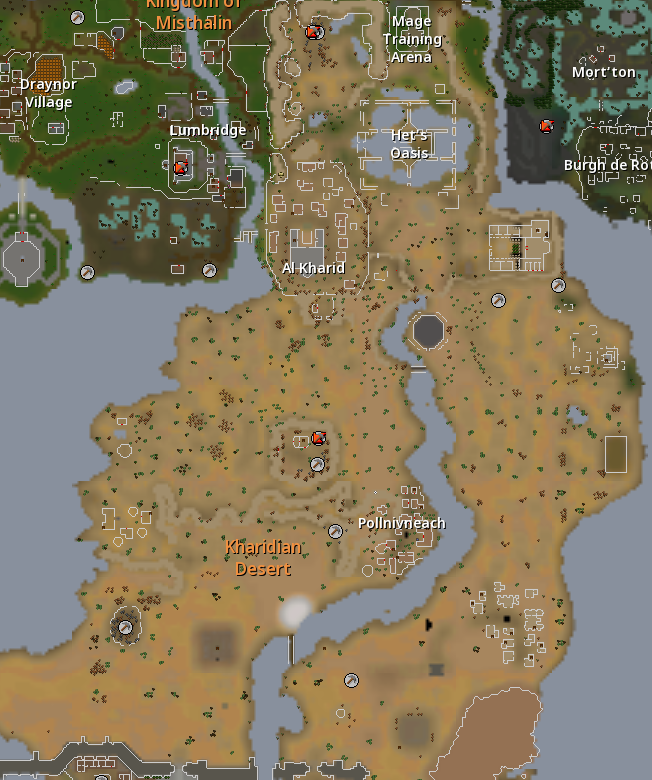 Kingdom of
Misthalin
Mage
Training
Arena
Mort'ton
Draynor
Village
Lumbridge
Het's
Oasis
Burgh de Ro
Al Kharid
Pollnivneach
Kharidian
Desert